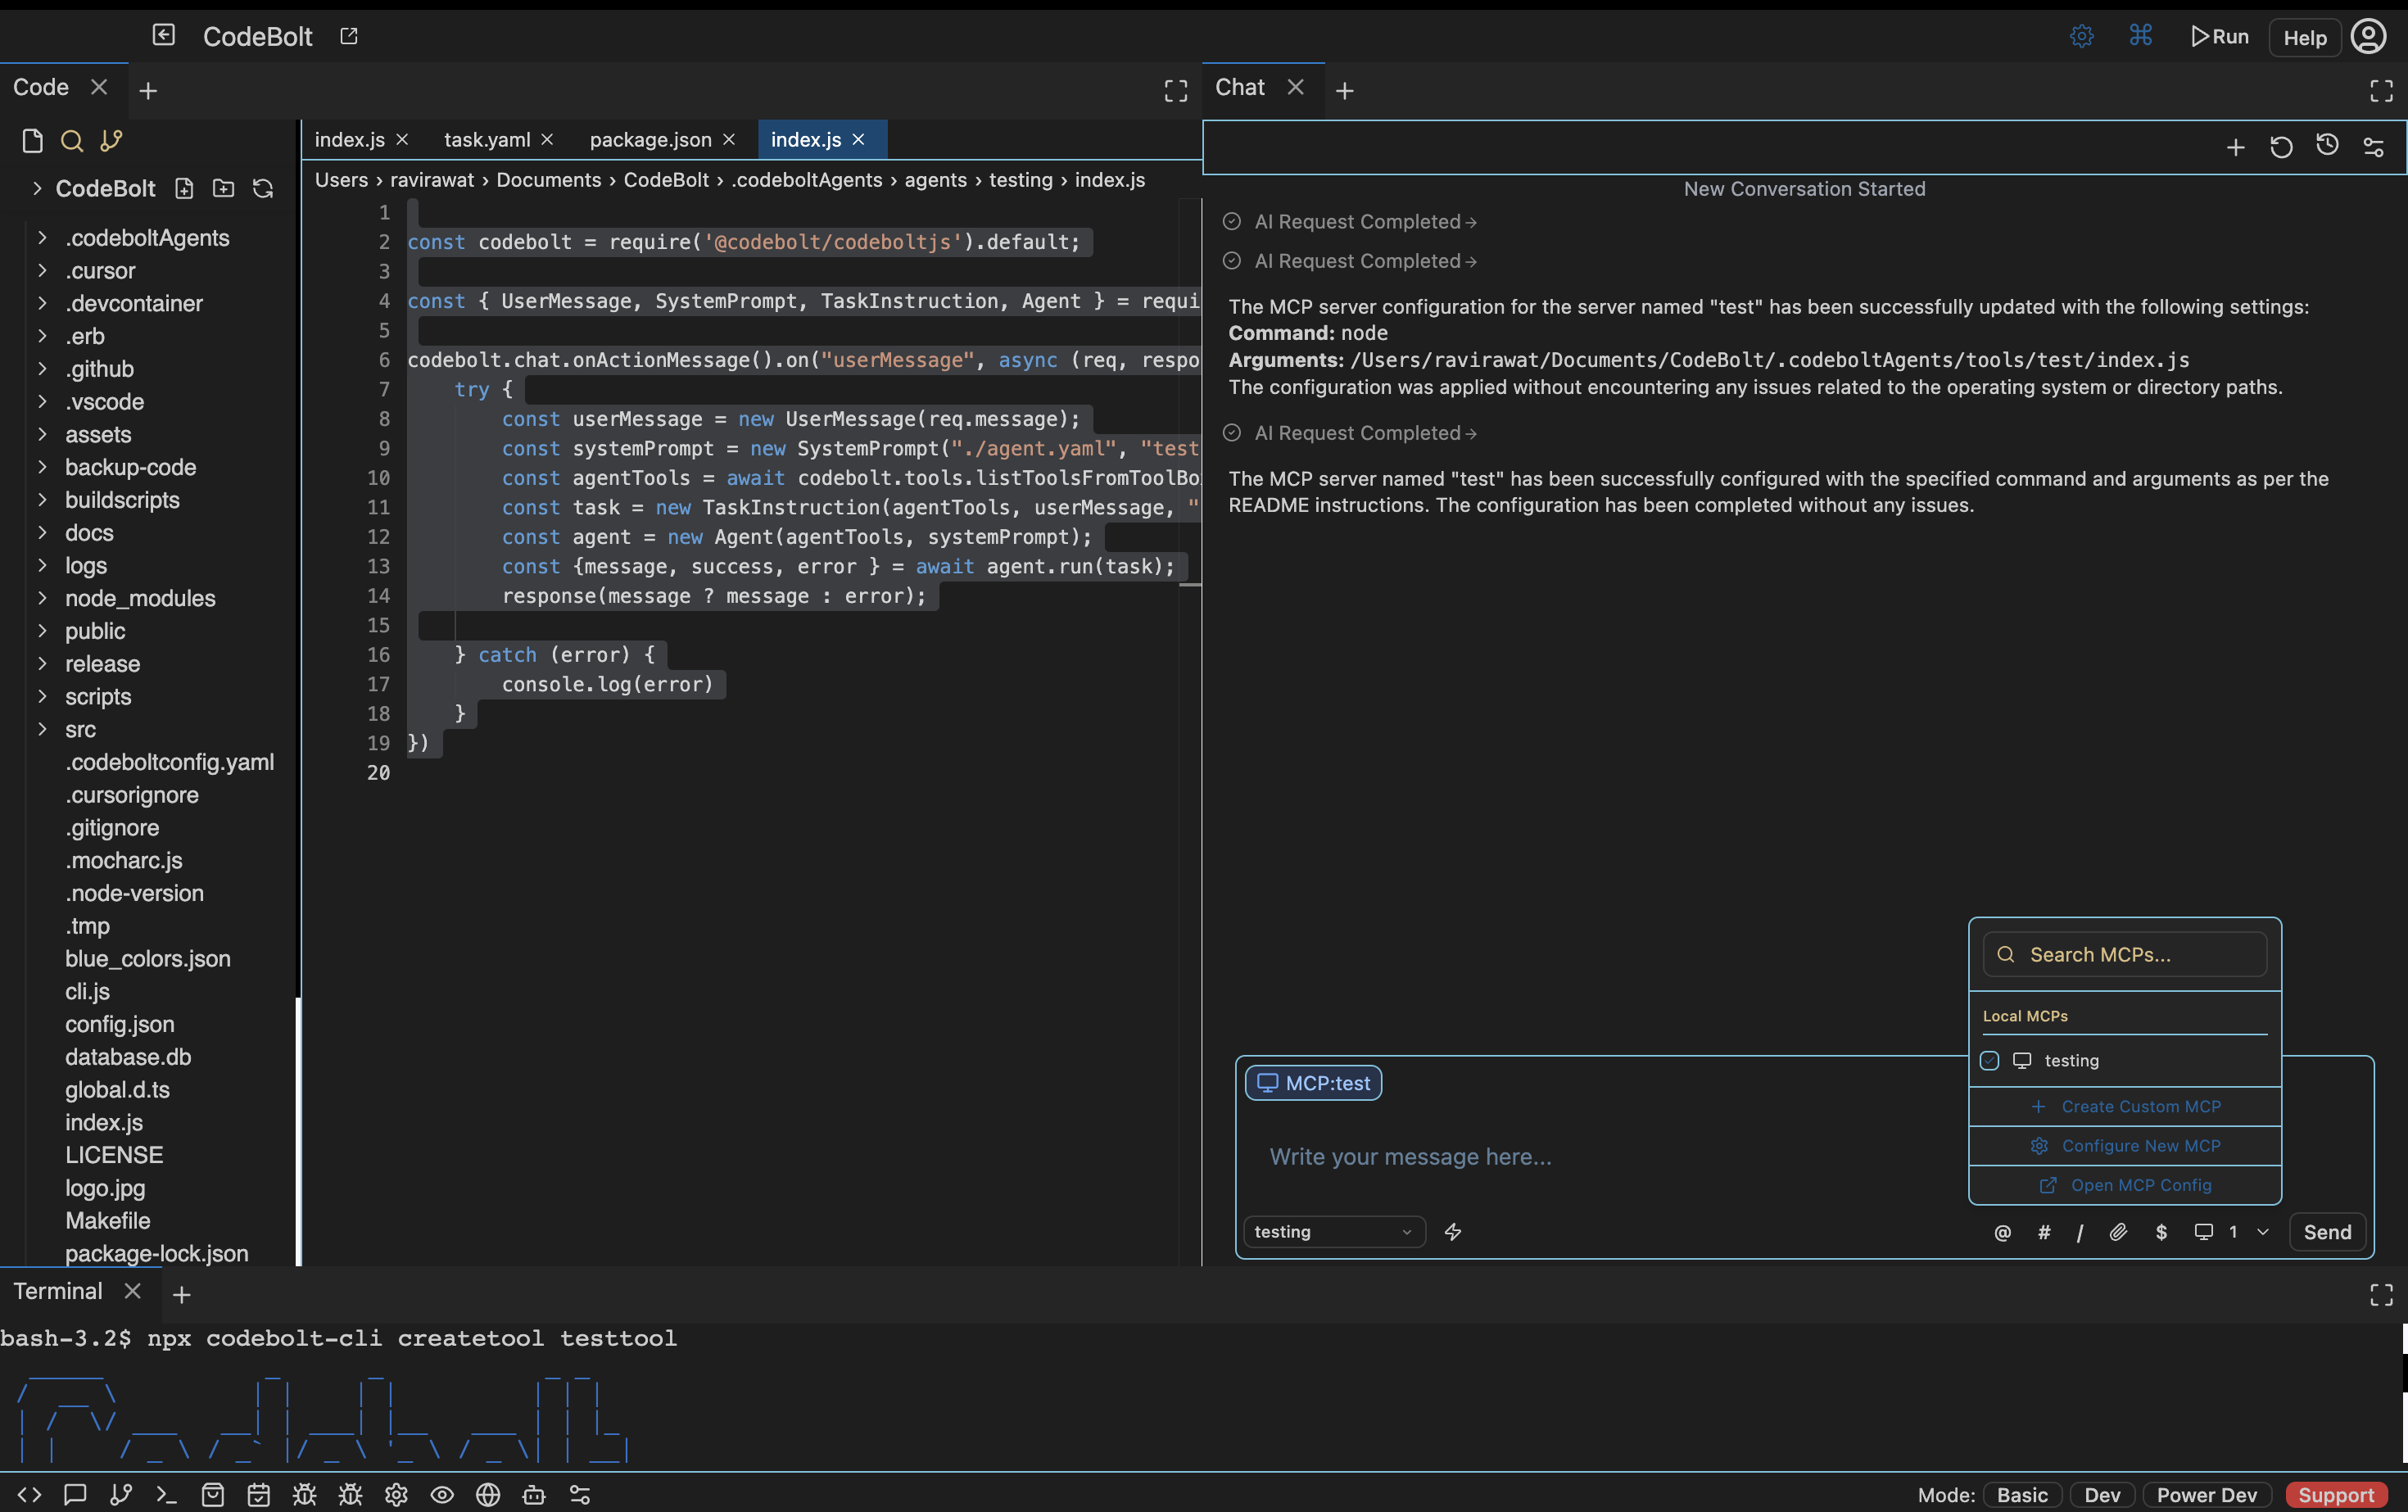 CodeBolt
Run
Help
Code
Chat
index.js
task.yaml
package.json
index.js
CodeBolt
Users › ravirawat › Documents › CodeBolt › .codeboltAgents › agents › testing › index.js
.codeboltAgents
.cursor
.devcontainer
.erb
.github
.vscode
assets
backup-code
buildscripts
docs
logs
node_modules
public
release
scripts
src
.codeboltconfig.yaml
.cursorignore
.gitignore
.mocharc.js
.node-version
.tmp
blue_colors.json
cli.js
config.json
database.db
global.d.ts
index.js
LICENSE
logo.jpg
Makefile
package-lock.json
1
2 const codebolt = require('@codebolt/codeboltjs').default;
3
4 const { UserMessage, SystemPrompt, TaskInstruction, Agent } = requi
5
6 codebolt.chat.onActionMessage().on("userMessage", async (req, respo
7     try {
8         const userMessage = new UserMessage(req.message);
9         const systemPrompt = new SystemPrompt("./agent.yaml", "test
10         const agentTools = await codebolt.tools.listToolsFromToolBo
11         const task = new TaskInstruction(agentTools, userMessage, "
12         const agent = new Agent(agentTools, systemPrompt);
13         const {message, success, error } = await agent.run(task);
14         response(message ? message : error);
15
16     } catch (error) {
17         console.log(error)
18     }
19 })
20
New Conversation Started
AI Request Completed→
AI Request Completed→
The MCP server configuration for the server named "test" has been successfully updated with the following settings:
Command: node
Arguments: /Users/ravirawat/Documents/CodeBolt/.codeboltAgents/tools/test/index.js
The configuration was applied without encountering any issues related to the operating system or directory paths.
AI Request Completed→
The MCP server named "test" has been successfully configured with the specified command and arguments as per the
README instructions. The configuration has been completed without any issues.
Search MCPs...
Local MCPs
testing
Create Custom MCP
Configure New MCP
Open MCP Config
MCP:test
Write your message here...
testing
@ # / $ 1
Send
Terminal
bash-3.2$ npx codebolt-cli createtool testtool
Mode: Basic Dev Power Dev Support